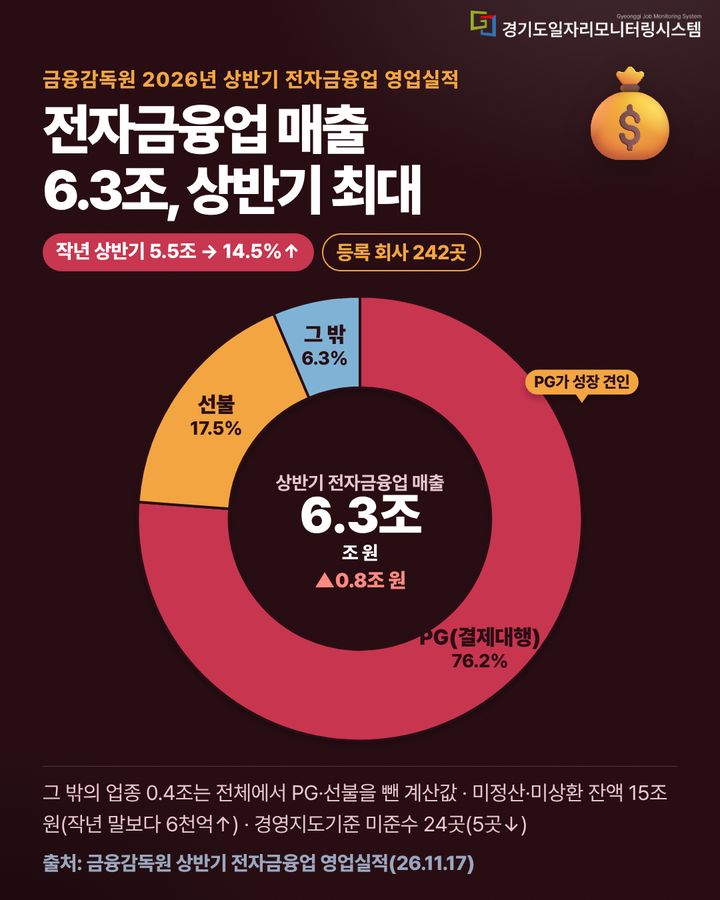 Gyeonggi Job Monitoring System
경기도일자리모니터링시스템
금융감독원 2026년 상반기 전자금융업 영업실적
전자금융업 매출
6.3조, 상반기 최대
작년 상반기 5.5조 → 14.5%↑
등록 회사 242곳
그 밖
6.3%
PG가 성장 견인
선불
17.5%
상반기 전자금융업 매출
6.3조
조 원
▲0.8조 원
PG(결제대행)
76.2%
그 밖의 업종 0.4조는 전체에서 PG·선불을 뺀 계산값 · 미정산·미상환 잔액 15조
원(작년 말보다 6천억↑) · 경영지도기준 미준수 24곳(5곳↓)
출처: 금융감독원 상반기 전자금융업 영업실적(26.11.17)